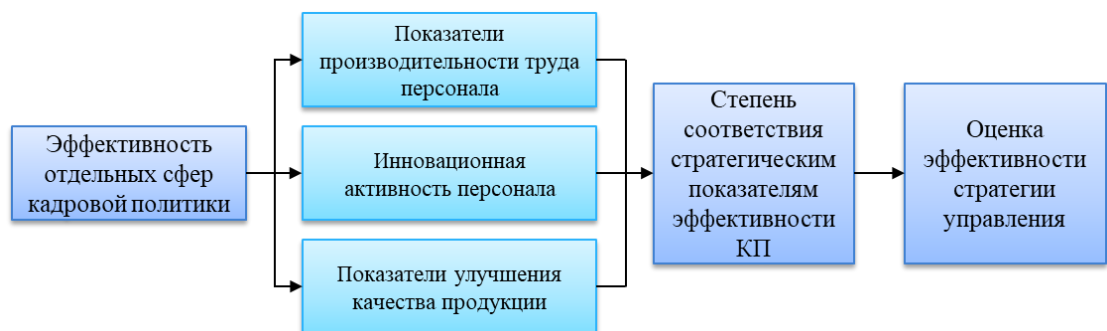 Эффективность
отдельных сфер
кадровой политики
Показатели
производительности труда
персонала
Инновационная
активность персонала
Показатели улучшения
качества продукции
Степень
соответствия
стратегическим
показателям
эффективности
КП
Оценка
эффективности
стратегии
управления